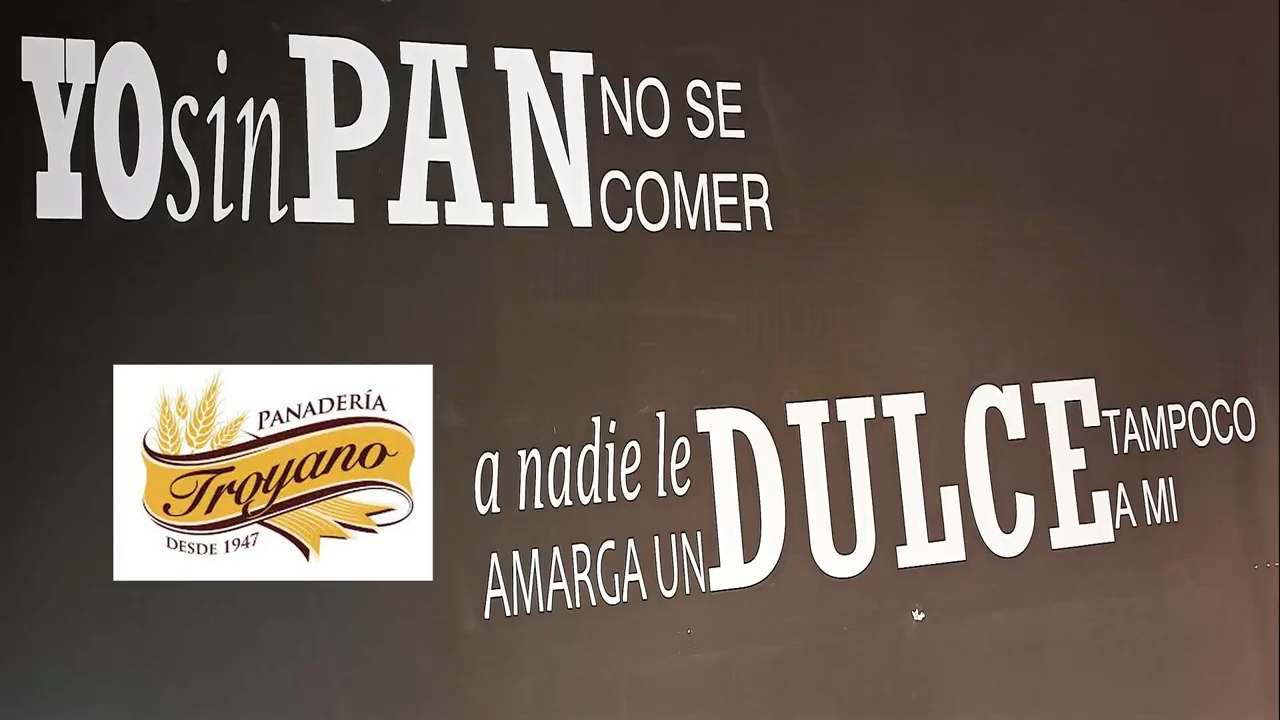 YO sin PAN NO SE
COMER
PANADERÍA
Troyano
DESDE 1947
a nadie le DULCE TAMPOCO
AMARGA UN A MI